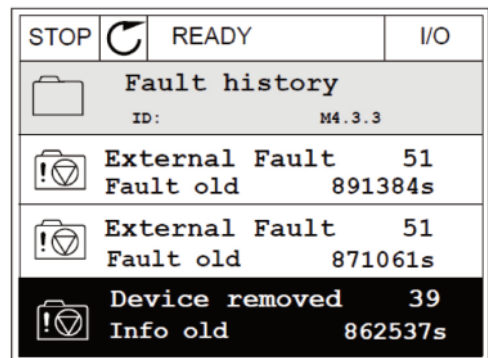 STOP READY I/O
Fault history
ID: M4.3.3
External Fault 51
Fault old 891384s
External Fault 51
Fault old 871061s
Device removed 39
Info old 862537s